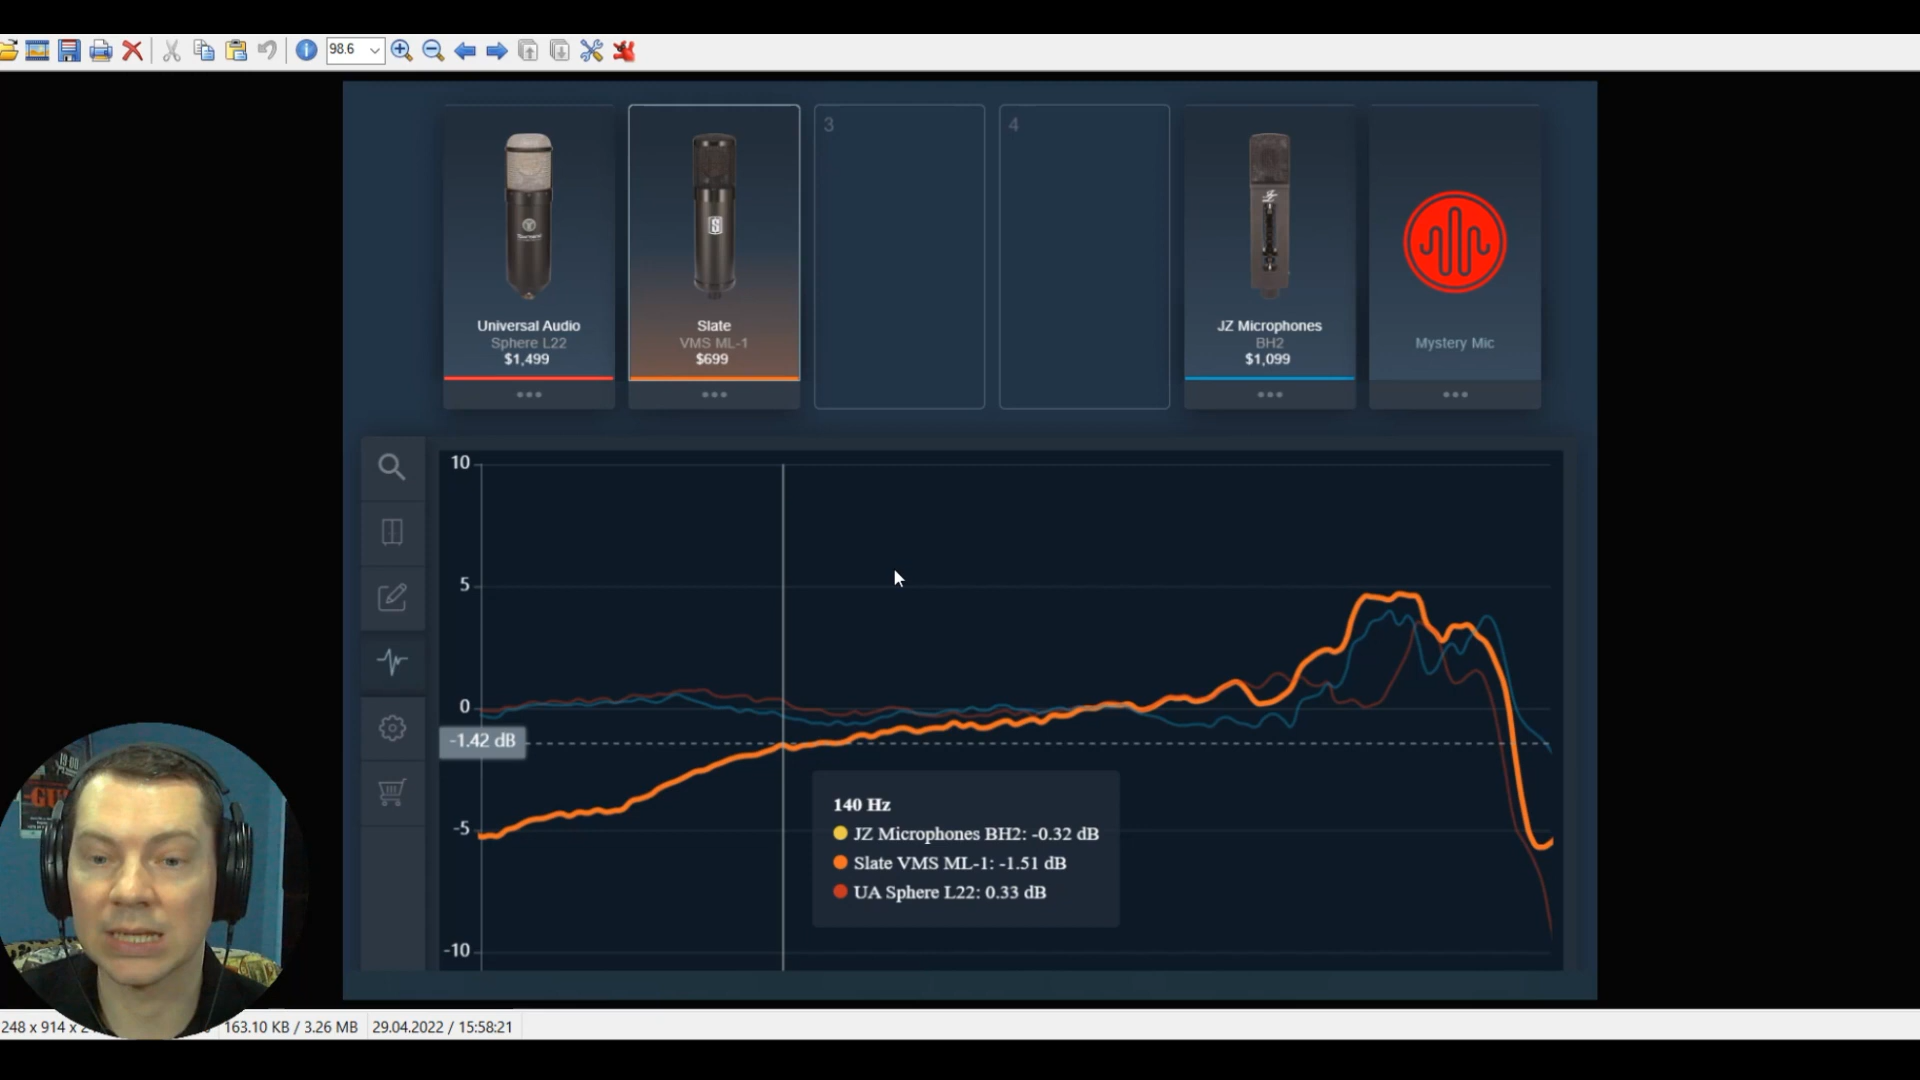 98.6
3
4
Universal Audio
Sphere L22
$1,499
Slate
VMS ML-1
$699
JZ Microphones
BH2
$1,099
Mystery Mic
10
5
0
-1.42 dB
-5
-10
140 Hz
JZ Microphones BH2: -0.32 dB
Slate VMS ML-1: -1.51 dB
UA Sphere L22: 0.33 dB
248 x 914 x
163.10 KB / 3.26 MB
29.04.2022 / 15:58:21